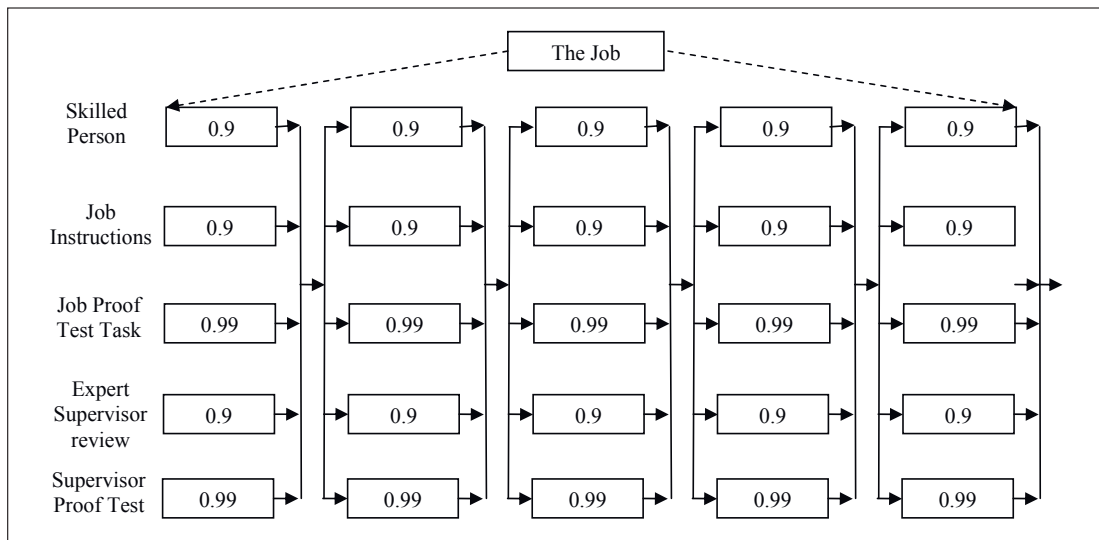 The Job
Skilled
Person
0.9 0.9 0.9 0.9 0.9
Job
Instructions
0.9 0.9 0.9 0.9 0.9
Job Proof
Test Task
0.99 0.99 0.99 0.99 0.99
Expert
Supervisor
review
0.9 0.9 0.9 0.9 0.9
Supervisor
Proof Test
0.99 0.99 0.99 0.99 0.99